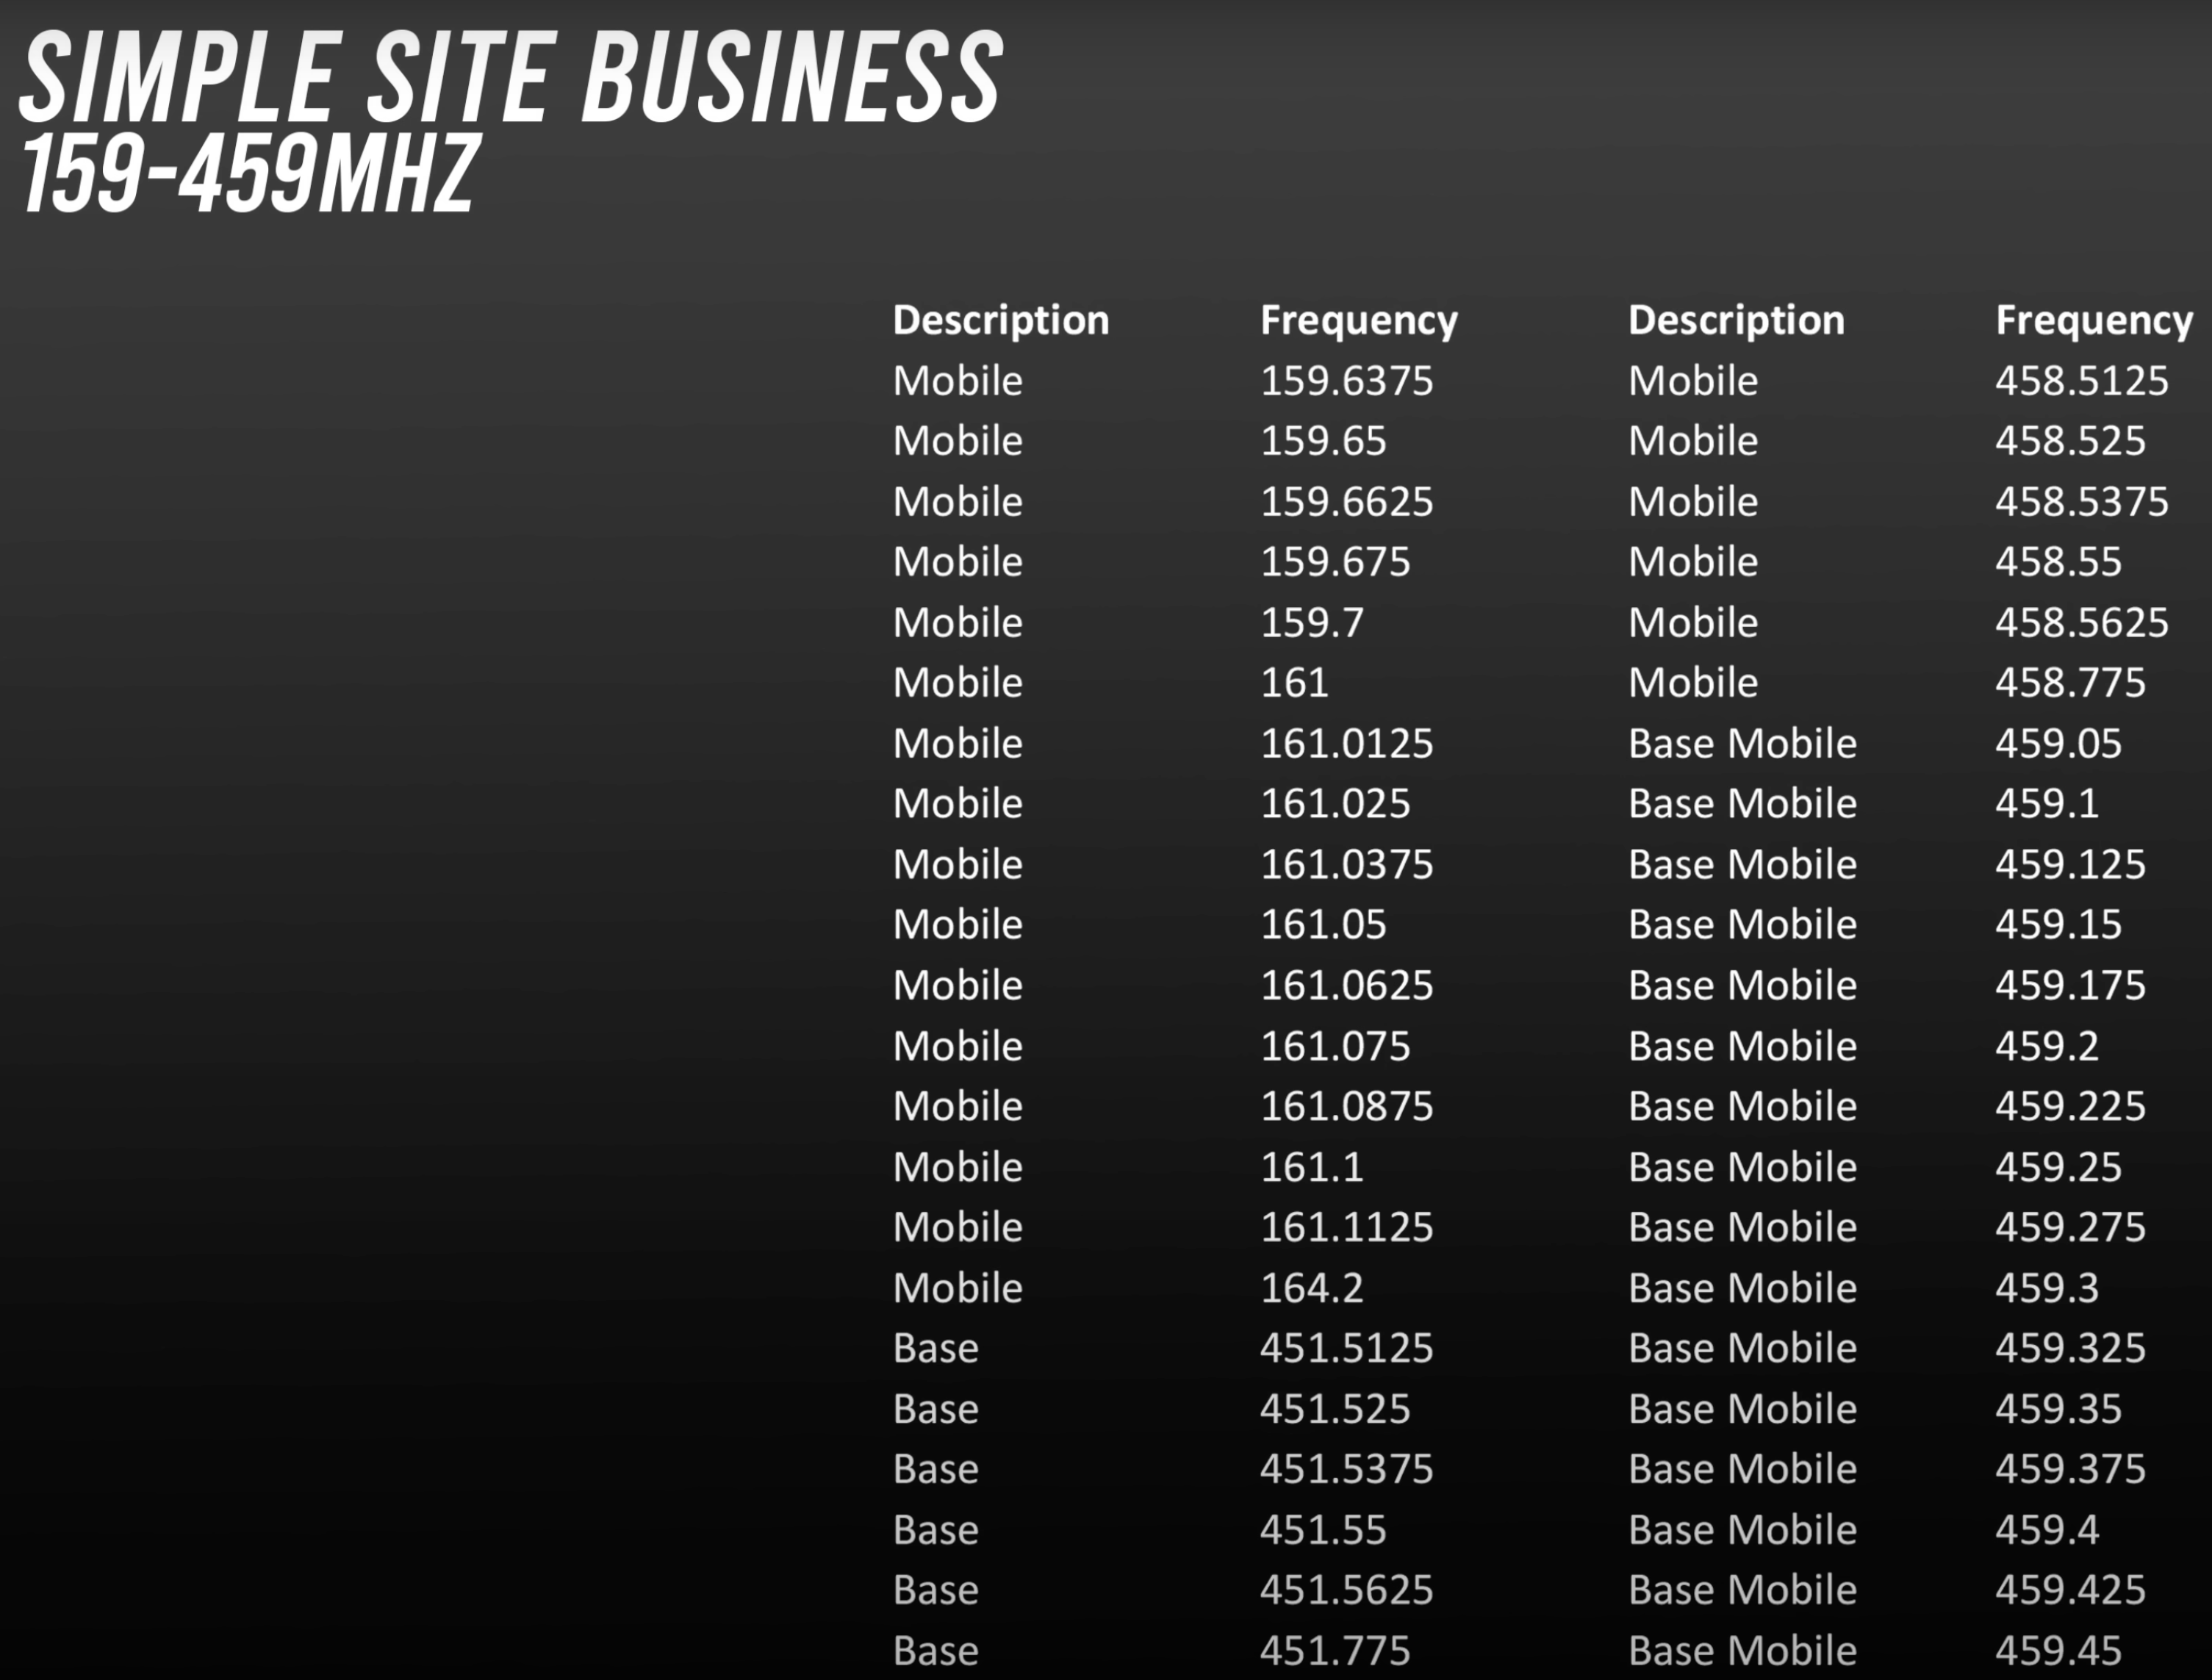 SIMPLE SITE BUSINESS
159-459MHZ
Description Frequency Description Frequency
Mobile 159.6375 Mobile 458.5125
Mobile 159.65 Mobile 458.525
Mobile 159.6625 Mobile 458.5375
Mobile 159.675 Mobile 458.55
Mobile 159.7 Mobile 458.5625
Mobile 161 Mobile 458.775
Mobile 161.0125 Base Mobile 459.05
Mobile 161.025 Base Mobile 459.1
Mobile 161.0375 Base Mobile 459.125
Mobile 161.05 Base Mobile 459.15
Mobile 161.0625 Base Mobile 459.175
Mobile 161.075 Base Mobile 459.2
Mobile 161.0875 Base Mobile 459.225
Mobile 161.1 Base Mobile 459.25
Mobile 161.1125 Base Mobile 459.275
Mobile 164.2 Base Mobile 459.3
Base 451.5125 Base Mobile 459.325
Base 451.525 Base Mobile 459.35
Base 451.5375 Base Mobile 459.375
Base 451.55 Base Mobile 459.4
Base 451.5625 Base Mobile 459.425
Base 451.775 Base Mobile 459.45